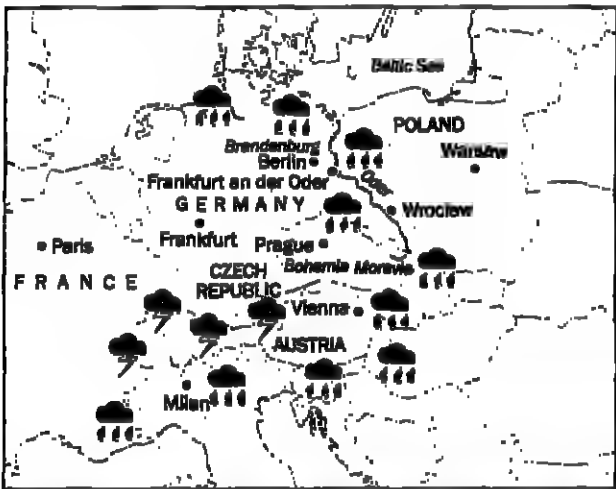 Baltic Sea
POLAND
Brandenburg
Berlin
Warsaw
Frankfurt an der Oder
Oder
GERMANY
Wroclaw
Frankfurt
Prague
Paris
Bohemia Moravia
FRANCE
CZECH
REPUBLIC
Vienna
AUSTRIA
Milan